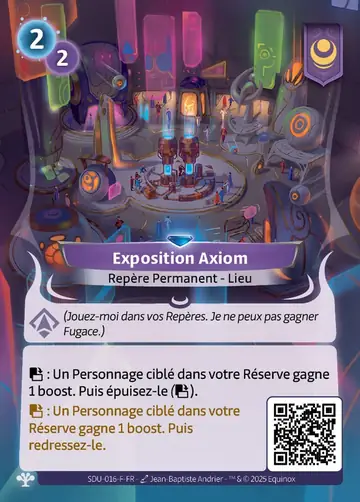 2
2
Exposition Axiom
Repère Permanent - Lieu
(Jouez-moi dans vos Repères. Je ne peux pas gagner
Fugace.)
: Un Personnage ciblé dans votre Réserve gagne
1 boost. Puis épuisez-le ( ).
: Un Personnage ciblé dans votre
Réserve gagne 1 boost. Puis
redressez-le.
SDU-016-F-FR - Jean-Baptiste Andrier - ™ & © 2025 Equinox